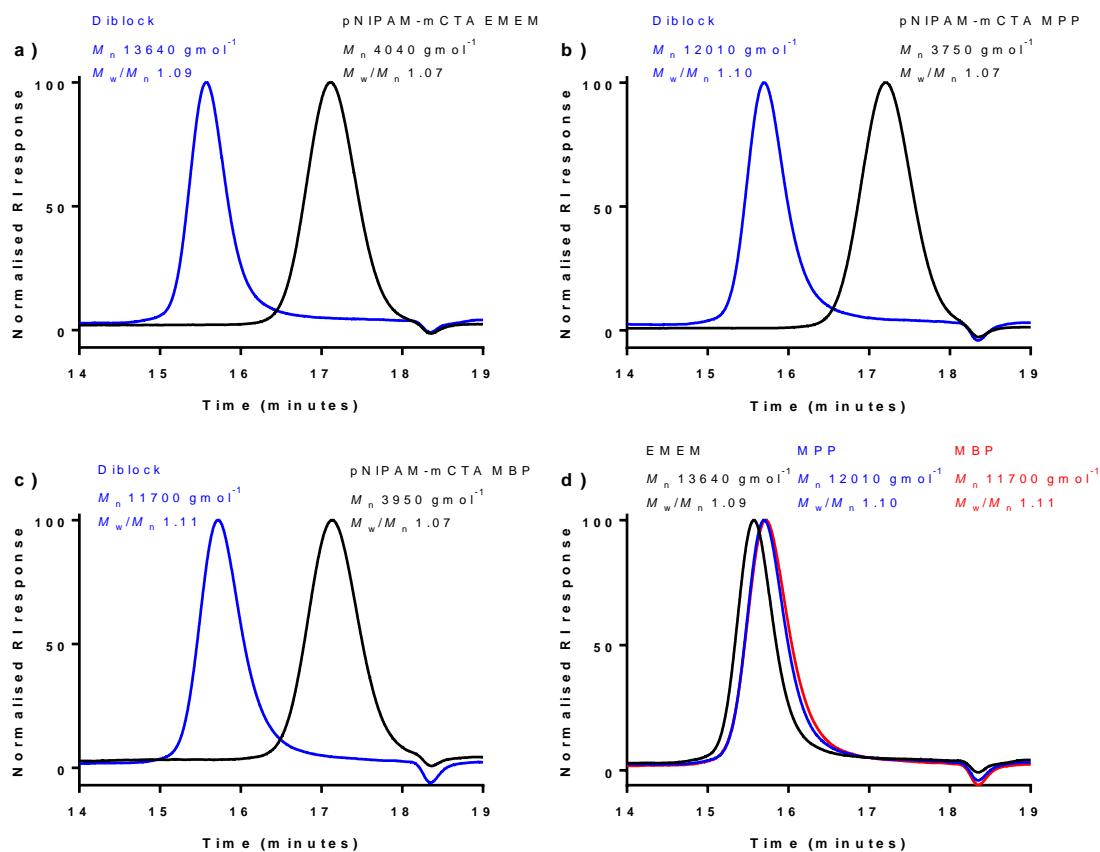 a)
Diblock
Mn 13640 gmol⁻¹
Mw/Mn 1.09
pNIPAM-mCTA EMEM
Mn 4040 gmol⁻¹
Mw/Mn 1.07
Normalised RI response
100
50
0
14 15 16 17 18 19
Time (minutes)
b)
Diblock
Mn 12010 gmol⁻¹
Mw/Mn 1.10
pNIPAM-mCTA MPP
Mn 3750 gmol⁻¹
Mw/Mn 1.07
Normalised RI response
100
50
0
14 15 16 17 18 19
Time (minutes)
c)
Diblock
Mn 11700 gmol⁻¹
Mw/Mn 1.11
pNIPAM-mCTA MBP
Mn 3950 gmol⁻¹
Mw/Mn 1.07
Normalised RI response
100
50
0
14 15 16 17 18 19
Time (minutes)
d)
EMEM
Mn 13640 gmol⁻¹
Mw/Mn 1.09
MPP
Mn 12010 gmol⁻¹
Mw/Mn 1.10
MBP
Mn 11700 gmol⁻¹
Mw/Mn 1.11
Normalised RI response
100
50
0
14 15 16 17 18 19
Time (minutes)